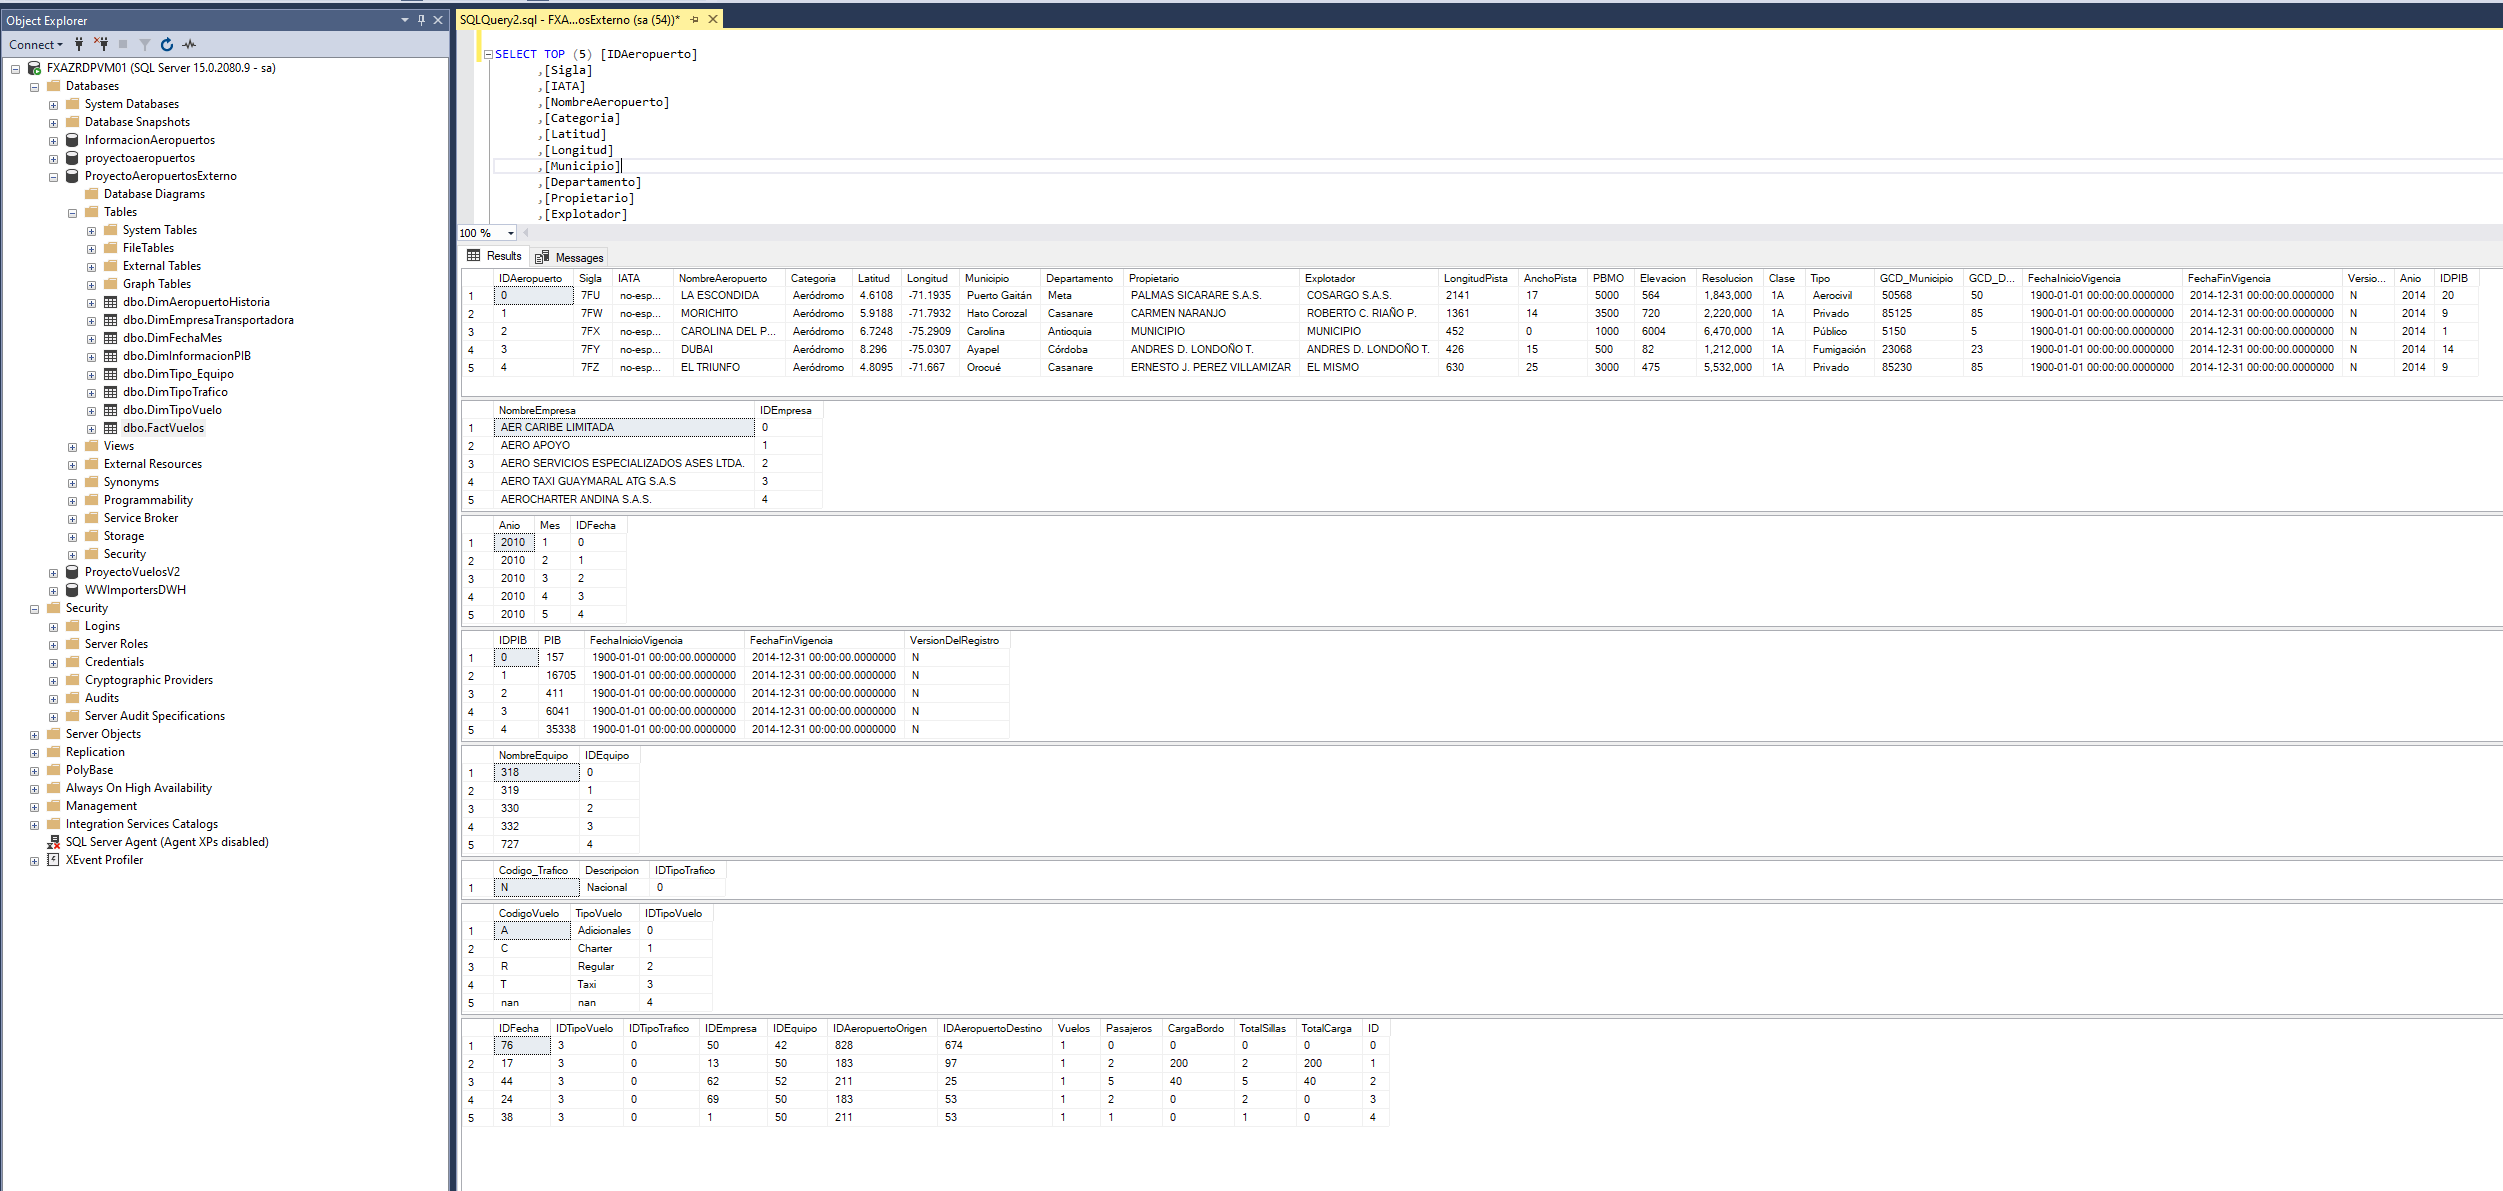 Object Explorer
Connect
FXAZRDPVM01 (SQL Server 15.0.2080.9 - sa)
Databases
System Databases
Database Snapshots
InformacionAeropuertos
proyectoaeropuertos
ProyectoAeropuertosExterno
Database Diagrams
Tables
System Tables
FileTables
External Tables
Graph Tables
dbo.DimAeropuertoHistoria
dbo.DimEmpresaTransportadora
dbo.DimFechaMes
dbo.DimInformacionPIB
dbo.DimTipo_Equipo
dbo.DimTipoTrafico
dbo.DimTipoVuelo
dbo.FactVuelos
Views
External Resources
Synonyms
Programmability
Service Broker
Storage
Security
ProyectoVuelosV2
WWImportersDWH
Security
Logins
Server Roles
Credentials
Cryptographic Providers
Audits
Server Audit Specifications
Server Objects
Replication
PolyBase
Always On High Availability
Management
Integration Services Catalogs
SQL Server Agent (Agent XPs disabled)
XEvent Profiler
SQLQuery2.sql - FXA...osExterno (sa (54))*
SELECT TOP (5) [IDAeropuerto]
,[Sigla]
,[IATA]
,[NombreAeropuerto]
,[Categoria]
,[Latitud]
,[Longitud]
,[Municipio]
,[Departamento]
,[Propietario]
,[Explotador]
100 %
Results Messages
IDAeropuerto Sigla IATA NombreAeropuerto Categoria Latitud Longitud Municipio Departamento Propietario Explotador LongitudPista AnchoPista PBMO Elevacion Resolucion Clase Tipo GCD_Municipio GCD_D... FechaInicioVigencia FechaFinVigencia Versio... Anio IDPIB
1 0 7FU no-esp... LA ESCONDIDA Aeródromo 4.6108 -71.1935 Puerto Gaitán Meta PALMAS SICARARE S.A.S. COSARGO S.A.S. 2141 17 5000 564 1,843,000 1A Aerocivil 50568 50 1900-01-01 00:00:00.0000000 2014-12-31 00:00:00.0000000 N 2014 20
2 1 7FW no-esp... MORICHITO Aeródromo 5.9188 -71.7932 Hato Corozal Casanare CARMEN NARANJO ROBERTO C. RIAÑO P. 1361 14 3500 720 2,220,000 1A Privado 85125 85 1900-01-01 00:00:00.0000000 2014-12-31 00:00:00.0000000 N 2014 9
3 2 7FX no-esp... CAROLINA DEL P... Aeródromo 6.7248 -75.2909 Carolina Antioquia MUNICIPIO MUNICIPIO 452 0 1000 6004 6,470,000 1A Público 5150 5 1900-01-01 00:00:00.0000000 2014-12-31 00:00:00.0000000 N 2014 1
4 3 7FY no-esp... DUBAI Aeródromo 8.296 -75.0307 Ayapel Córdoba ANDRES D. LONDOÑO T. ANDRES D. LONDOÑO T. 426 15 500 82 1,212,000 1A Fumigación 23068 23 1900-01-01 00:00:00.0000000 2014-12-31 00:00:00.0000000 N 2014 14
5 4 7FZ no-esp... EL TRIUNFO Aeródromo 4.8095 -71.667 Orocué Casanare ERNESTO J. PEREZ VILLAMIZAR EL MISMO 630 25 3000 475 5,532,000 1A Privado 85230 85 1900-01-01 00:00:00.0000000 2014-12-31 00:00:00.0000000 N 2014 9
NombreEmpresa IDEmpresa
1 AER CARIBE LIMITADA 0
2 AERO APOYO 1
3 AERO SERVICIOS ESPECIALIZADOS ASES LTDA. 2
4 AERO TAXI GUAYMARAL ATG S.A.S 3
5 AEROCHARTER ANDINA S.A.S. 4
Anio Mes IDFecha
1 2010 1 0
2 2010 2 1
3 2010 3 2
4 2010 4 3
5 2010 5 4
IDPIB PIB FechaInicioVigencia FechaFinVigencia VersionDelRegistro
1 0 157 1900-01-01 00:00:00.0000000 2014-12-31 00:00:00.0000000 N
2 1 16705 1900-01-01 00:00:00.0000000 2014-12-31 00:00:00.0000000 N
3 2 411 1900-01-01 00:00:00.0000000 2014-12-31 00:00:00.0000000 N
4 3 6041 1900-01-01 00:00:00.0000000 2014-12-31 00:00:00.0000000 N
5 4 35338 1900-01-01 00:00:00.0000000 2014-12-31 00:00:00.0000000 N
NombreEquipo IDEquipo
1 318 0
2 319 1
3 330 2
4 332 3
5 727 4
Codigo_Trafico Descripcion IDTipoTrafico
1 N Nacional 0
CodigoVuelo TipoVuelo IDTipoVuelo
1 A Adicionales 0
2 C Charter 1
3 R Regular 2
4 T Taxi 3
5 nan nan 4
IDFecha IDTipoVuelo IDTipoTrafico IDEmpresa IDEquipo IDAeropuertoOrigen IDAeropuertoDestino Vuelos Pasajeros CargaBordo TotalSillas TotalCarga ID
1 76 3 0 50 42 828 674 1 0 0 0 0 0
2 17 3 0 13 50 183 97 1 2 200 2 200 1
3 44 3 0 62 52 211 25 1 5 40 5 40 2
4 24 3 0 69 50 183 53 1 2 0 2 0 3
5 38 3 0 1 50 211 53 1 1 0 1 0 4